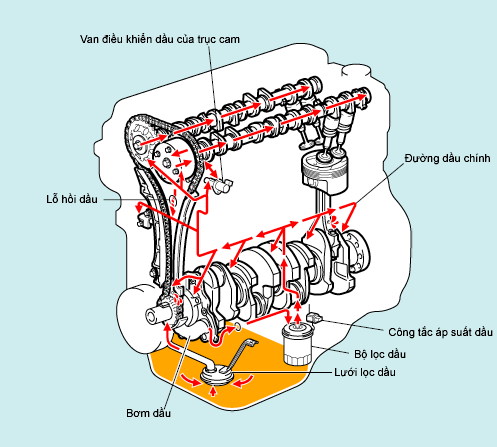 Van điều khiển dầu của trục cam
Đường dầu chính
Lỗ hồi dầu
Công tắc áp suất dầu
Bộ lọc dầu
Lưới lọc dầu
Bơm dầu